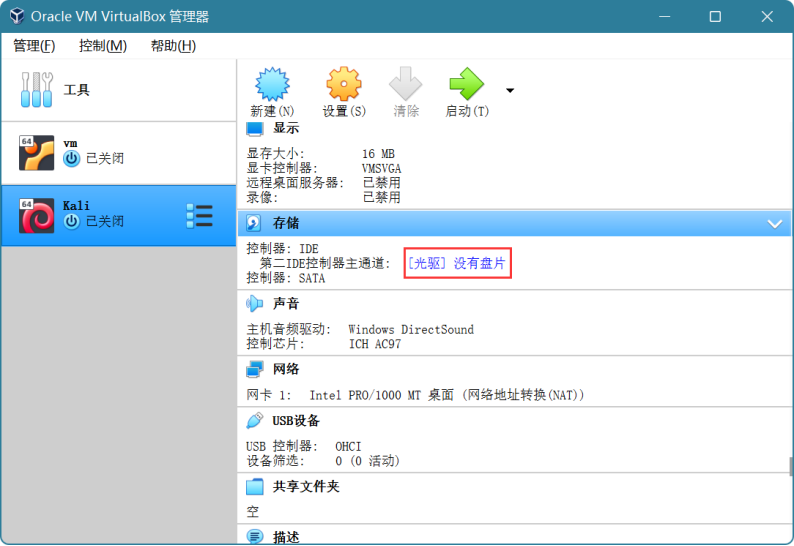 Oracle VM VirtualBox 管理器
管理(F) 控制(M) 帮助(H)
工具
64 vm
已关闭
64 Kali
已关闭
新建(N) 设置(S) 清除 启动(T)
显示
显存大小: 16 MB
显卡控制器: VMSVGA
远程桌面服务器: 已禁用
录像: 已禁用
存储
控制器: IDE
第二IDE控制器主通道: [光驱] 没有盘片
控制器: SATA
声音
主机音频驱动: Windows DirectSound
控制芯片: ICH AC97
网络
网卡 1: Intel PRO/1000 MT 桌面 (网络地址转换(NAT))
USB设备
USB 控制器: OHCI
设备筛选: 0 (0 活动)
共享文件夹
空
描述